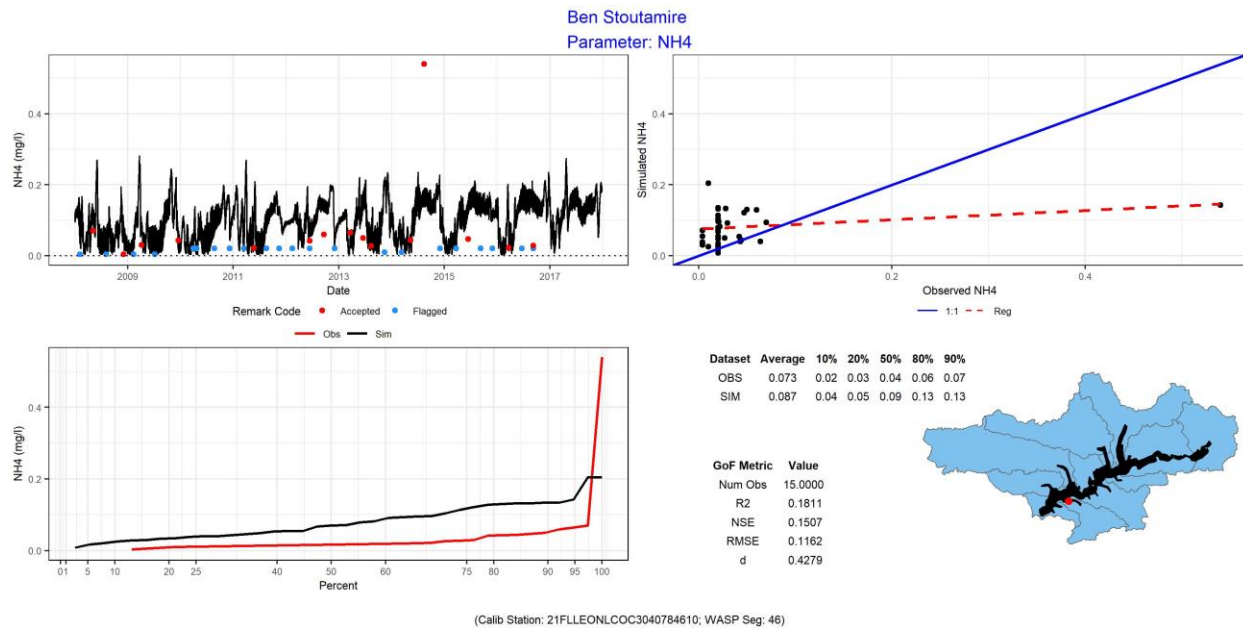 Ben Stoutamire
Parameter: NH4
NH4 (mg/l)
0.4
0.2
0.0
2009 2011 2013 2015 2017
Date
Remark Code Accepted Flagged
Simulated NH4
0.4
0.2
0.0
0.0 0.2 0.4
Observed NH4
1:1 Reg
Obs Sim
NH4 (mg/l)
0.4
0.2
0.0
0 1 5 10 20 25 40 50 60 75 80 90 95 100
Percent
Dataset Average 10% 20% 50% 80% 90%
OBS 0.073 0.02 0.03 0.04 0.06 0.07
SIM 0.087 0.04 0.05 0.09 0.13 0.13
GoF Metric Value
Num Obs 15.0000
R2 0.1811
NSE 0.1507
RMSE 0.1162
d 0.4279
(Calib Station: 21FLLEONLCOC3040784610; WASP Seg: 46)